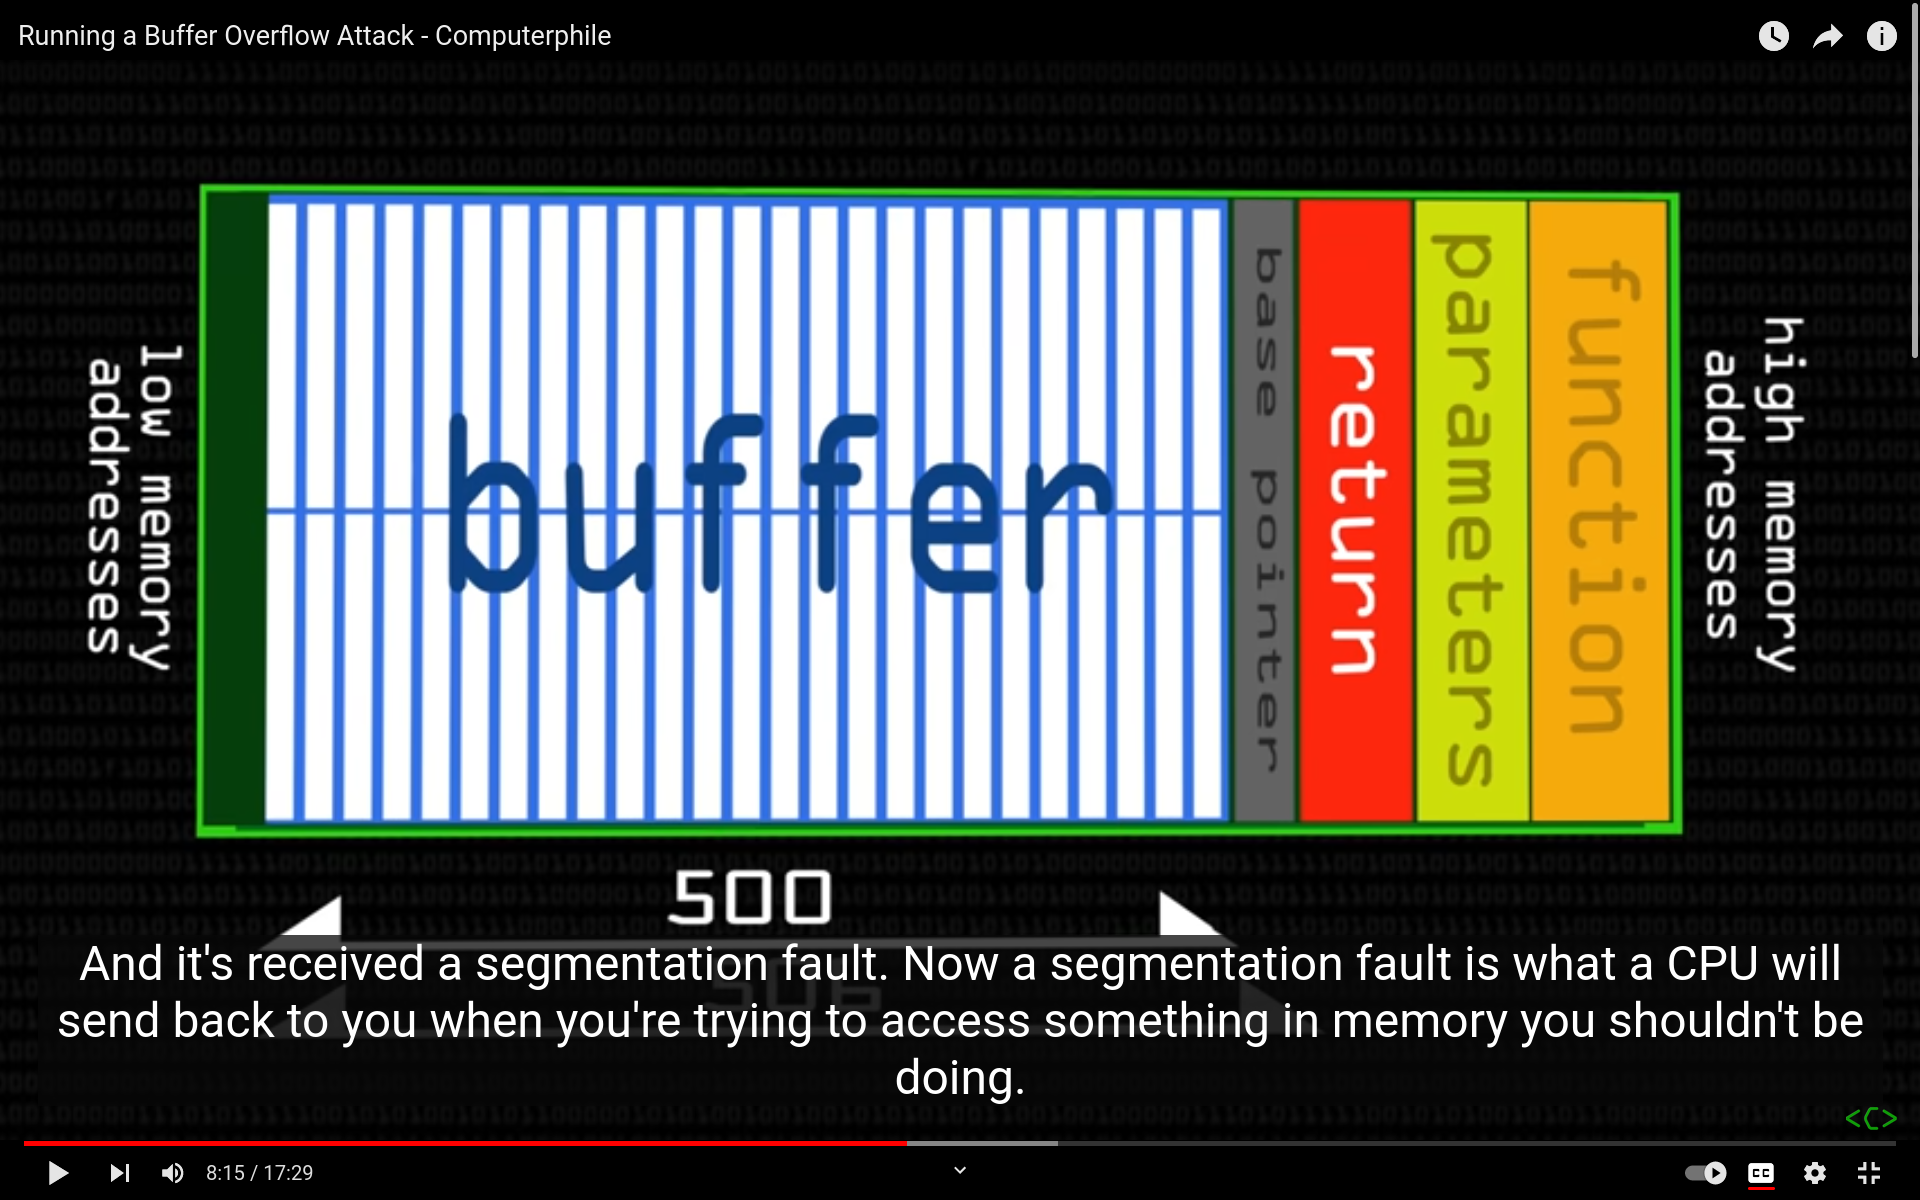 Running a Buffer Overflow Attack - Computerphile
low memory
addresses
buffer
base pointer
return
parameters
function
high memory
addresses
500
506
And it's received a segmentation fault. Now a segmentation fault is what a CPU will
send back to you when you're trying to access something in memory you shouldn't be
doing.
<C>
8:15 / 17:29
CC